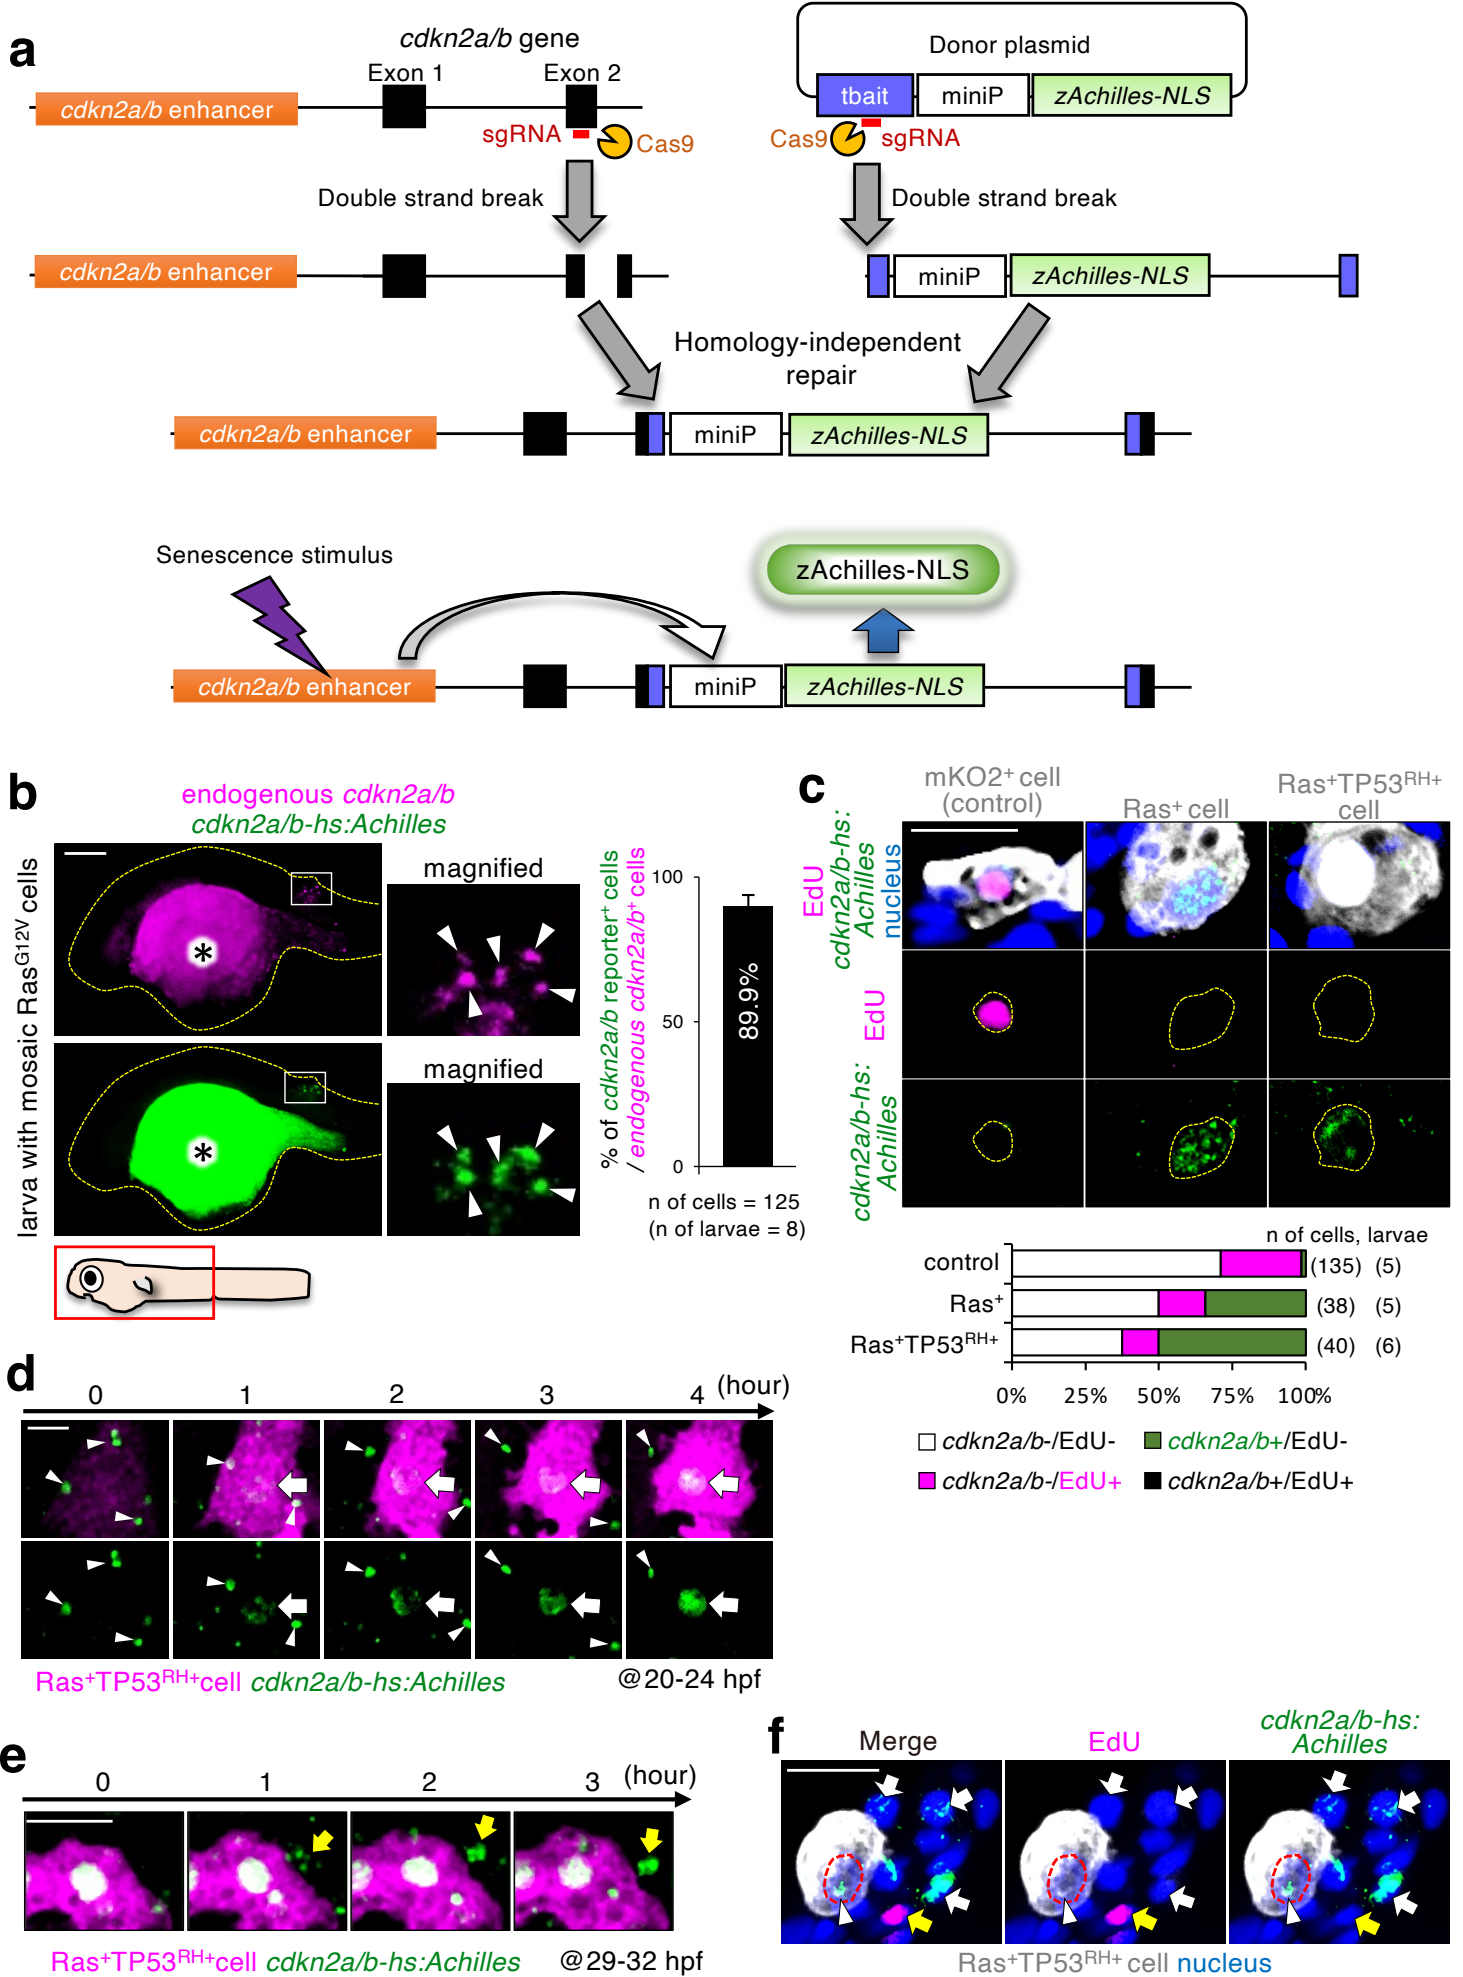 a
cdkn2a/b gene
Exon 1
Exon 2
cdkn2a/b enhancer
sgRNA
Cas9
Donor plasmid
tbait
miniP
zAchilles-NLS
Cas9
sgRNA
Double strand break
Double strand break
cdkn2a/b enhancer
miniP
zAchilles-NLS
Homology-independent
repair
cdkn2a/b enhancer
miniP
zAchilles-NLS
Senescence stimulus
zAchilles-NLS
cdkn2a/b enhancer
miniP
zAchilles-NLS
b
endogenous cdkn2a/b
cdkn2a/b-hs:Achilles
larva with mosaic RasG12V cells
*
magnified
*
magnified
% of cdkn2a/b reporter+ cells
/ endogenous cdkn2a/b+ cells
100
50
0
89.9%
n of cells = 125
(n of larvae = 8)
c
mKO2+ cell
(control)
Ras+ cell
Ras+TP53RH+
cell
EdU
cdkn2a/b-hs:
Achilles
nucleus
EdU
cdkn2a/b-hs:
Achilles
n of cells, larvae
control
(135) (5)
Ras+
(38) (5)
Ras+TP53RH+
(40) (6)
0% 25% 50% 75% 100%
cdkn2a/b-/EdU-
cdkn2a/b+/EdU-
cdkn2a/b-/EdU+
cdkn2a/b+/EdU+
d
0 1 2 3 4 (hour)
Ras+TP53RH+cell cdkn2a/b-hs:Achilles @20-24 hpf
e
0 1 2 3 (hour)
Ras+TP53RH+cell cdkn2a/b-hs:Achilles @29-32 hpf
f
Merge
EdU
cdkn2a/b-hs:
Achilles
Ras+TP53RH+ cell nucleus